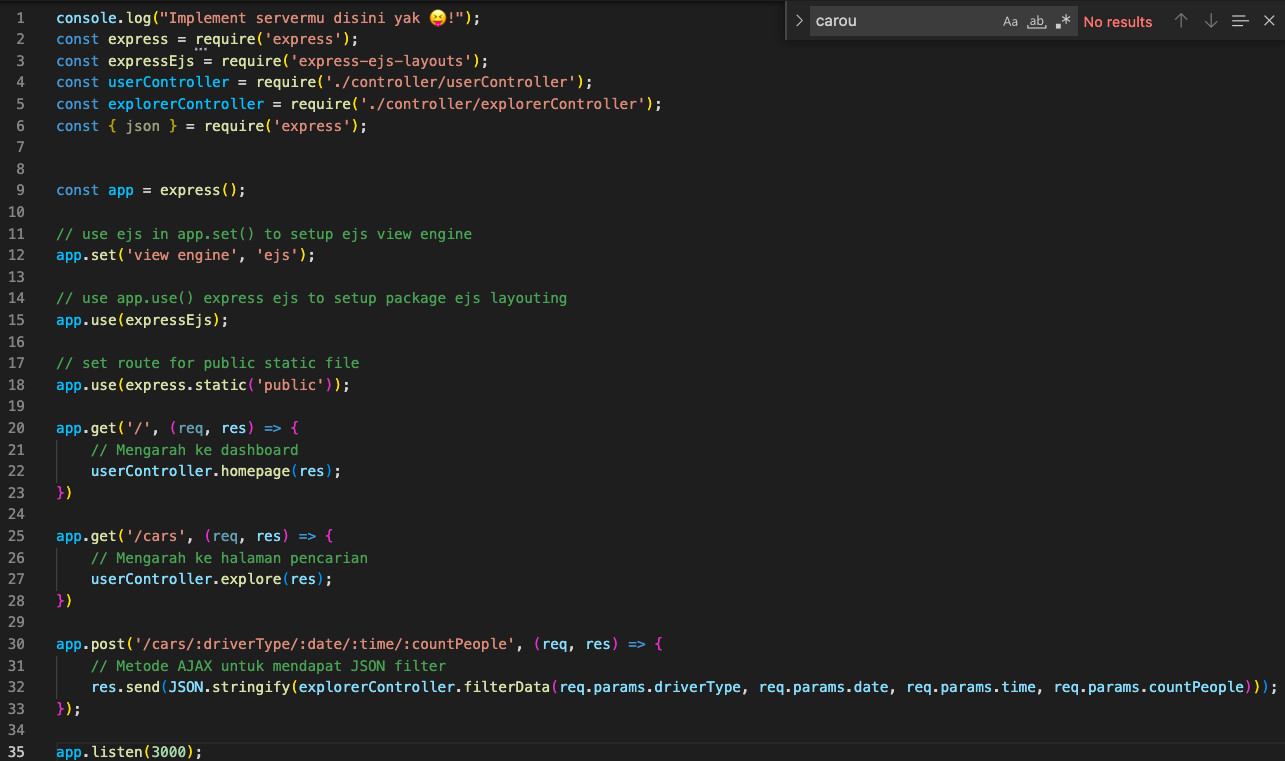 1 console.log("Implement servermu disini yak 😝!");
2 const express = require('express');
3 const expressEjs = require('express-ejs-layouts');
4 const userController = require('./controller/userController');
5 const explorerController = require('./controller/explorerController');
6 const { json } = require('express');
7
8
9 const app = express();
10
11 // use ejs in app.set() to setup ejs view engine
12 app.set('view engine', 'ejs');
13
14 // use app.use() express ejs to setup package ejs layouting
15 app.use(expressEjs);
16
17 // set route for public static file
18 app.use(express.static('public'));
19
20 app.get('/', (req, res) => {
21 // Mengarah ke dashboard
22 userController.homepage(res);
23 })
24
25 app.get('/cars', (req, res) => {
26 // Mengarah ke halaman pencarian
27 userController.explore(res);
28 })
29
30 app.post('/cars/:driverType/:date/:time/:countPeople', (req, res) => {
31 // Metode AJAX untuk mendapat JSON filter
32 res.send(JSON.stringify(explorerController.filterData(req.params.driverType, req.params.date, req.params.time, req.params.countPeople)));
33 });
34
35 app.listen(3000);
carou Aa ab .* No results